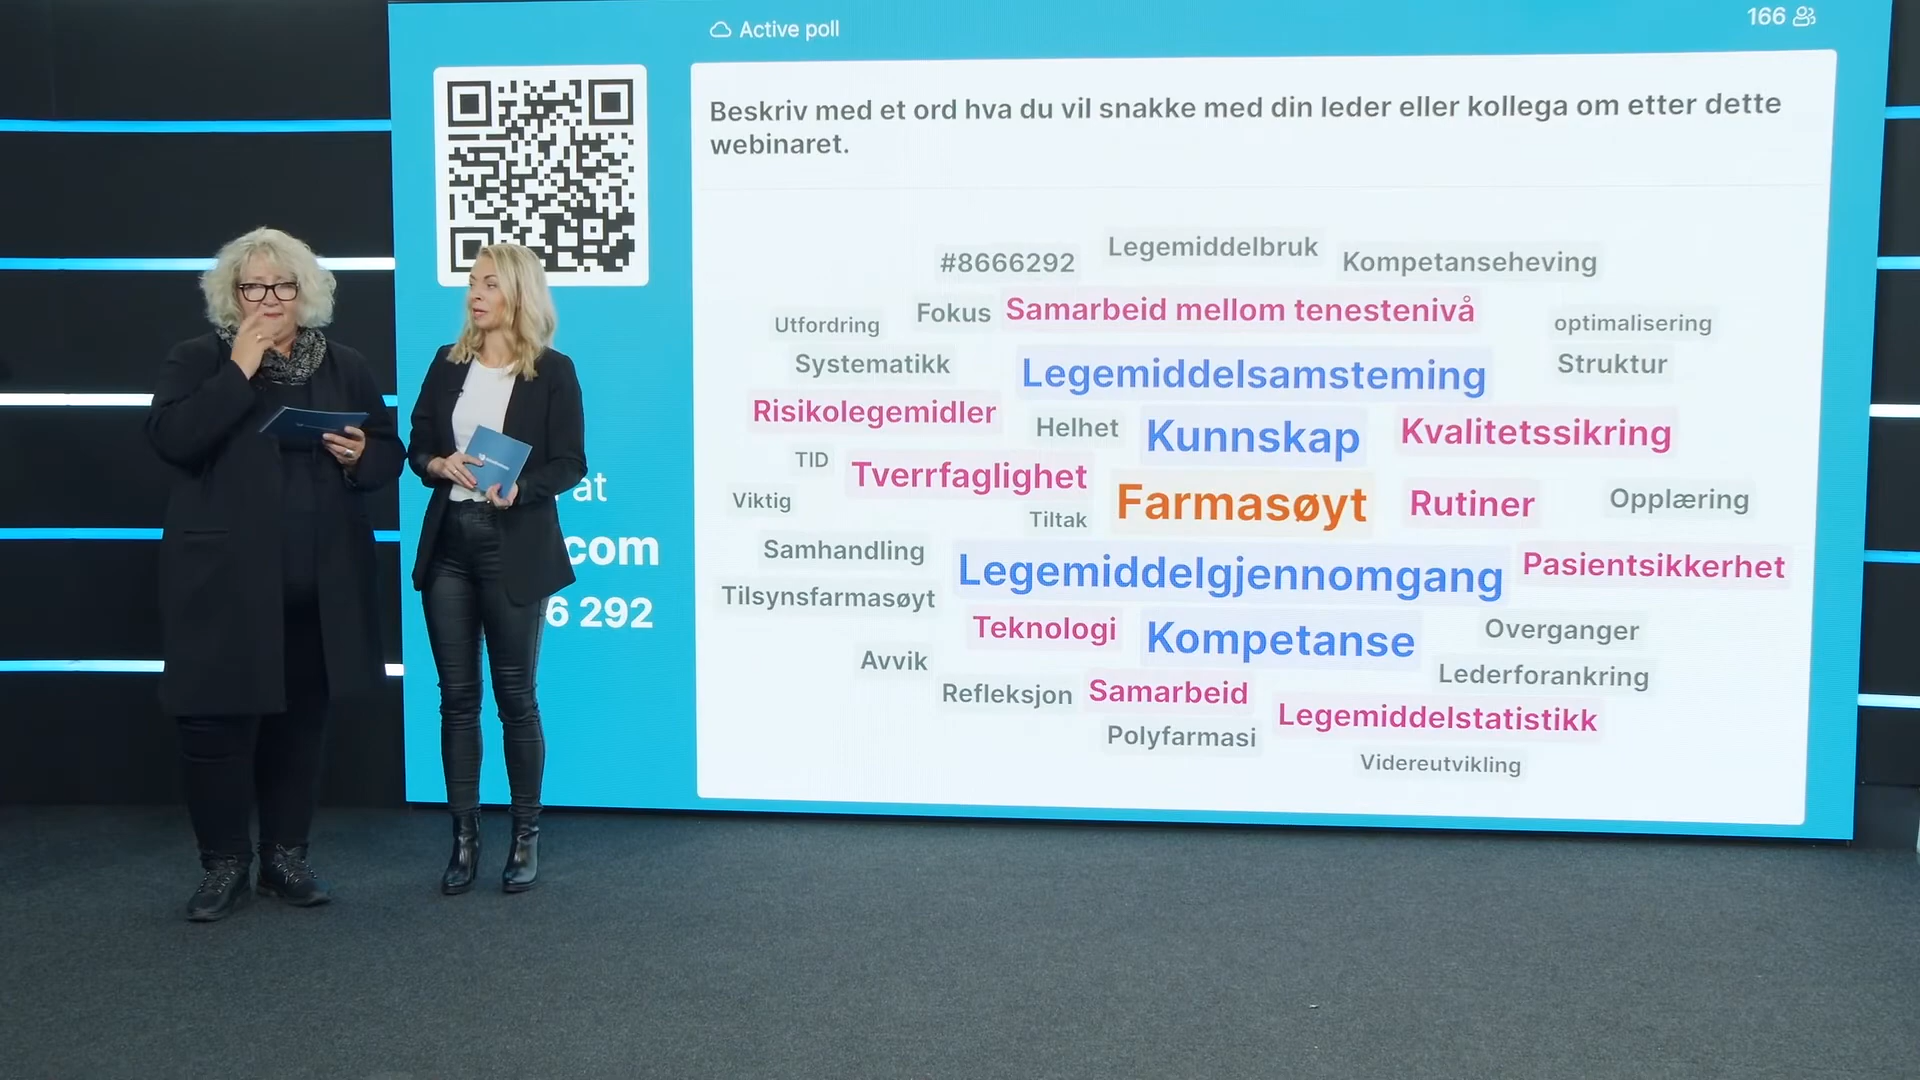 Active poll
166
Beskriv med et ord hva du vil snakke med din leder eller kollega om etter dette
webinaret.
at
com
6 292
Legemiddelbruk
#8666292
Kompetanseheving
Fokus
Samarbeid mellom tenestenivå
Utfordring
optimalisering
Systematikk
Legemiddelsamsteming
Struktur
Risikolegemidler
Helhet
Kunnskap
Kvalitetssikring
TID
Tverrfaglighet
Viktig
Tiltak
Farmasøyt
Rutiner
Opplæring
Samhandling
Legemiddelgjennomgang
Pasientsikkerhet
Tilsynsfarmasøyt
Teknologi
Kompetanse
Overganger
Avvik
Lederforankring
Refleksjon
Samarbeid
Legemiddelstatistikk
Polyfarmasi
Videreutvikling